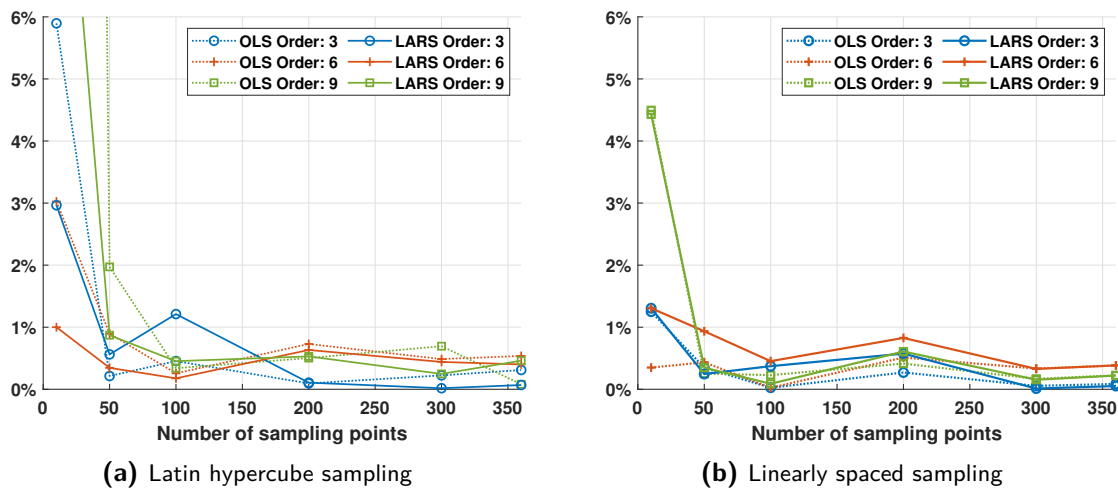 6%
5%
4%
3%
2%
1%
0%
OLS Order: 3 LARS Order: 3
OLS Order: 6 LARS Order: 6
OLS Order: 9 LARS Order: 9
0 50 100 150 200 250 300 350
Number of sampling points
(a) Latin hypercube sampling
6%
5%
4%
3%
2%
1%
0%
OLS Order: 3 LARS Order: 3
OLS Order: 6 LARS Order: 6
OLS Order: 9 LARS Order: 9
0 50 100 150 200 250 300 350
Number of sampling points
(b) Linearly spaced sampling